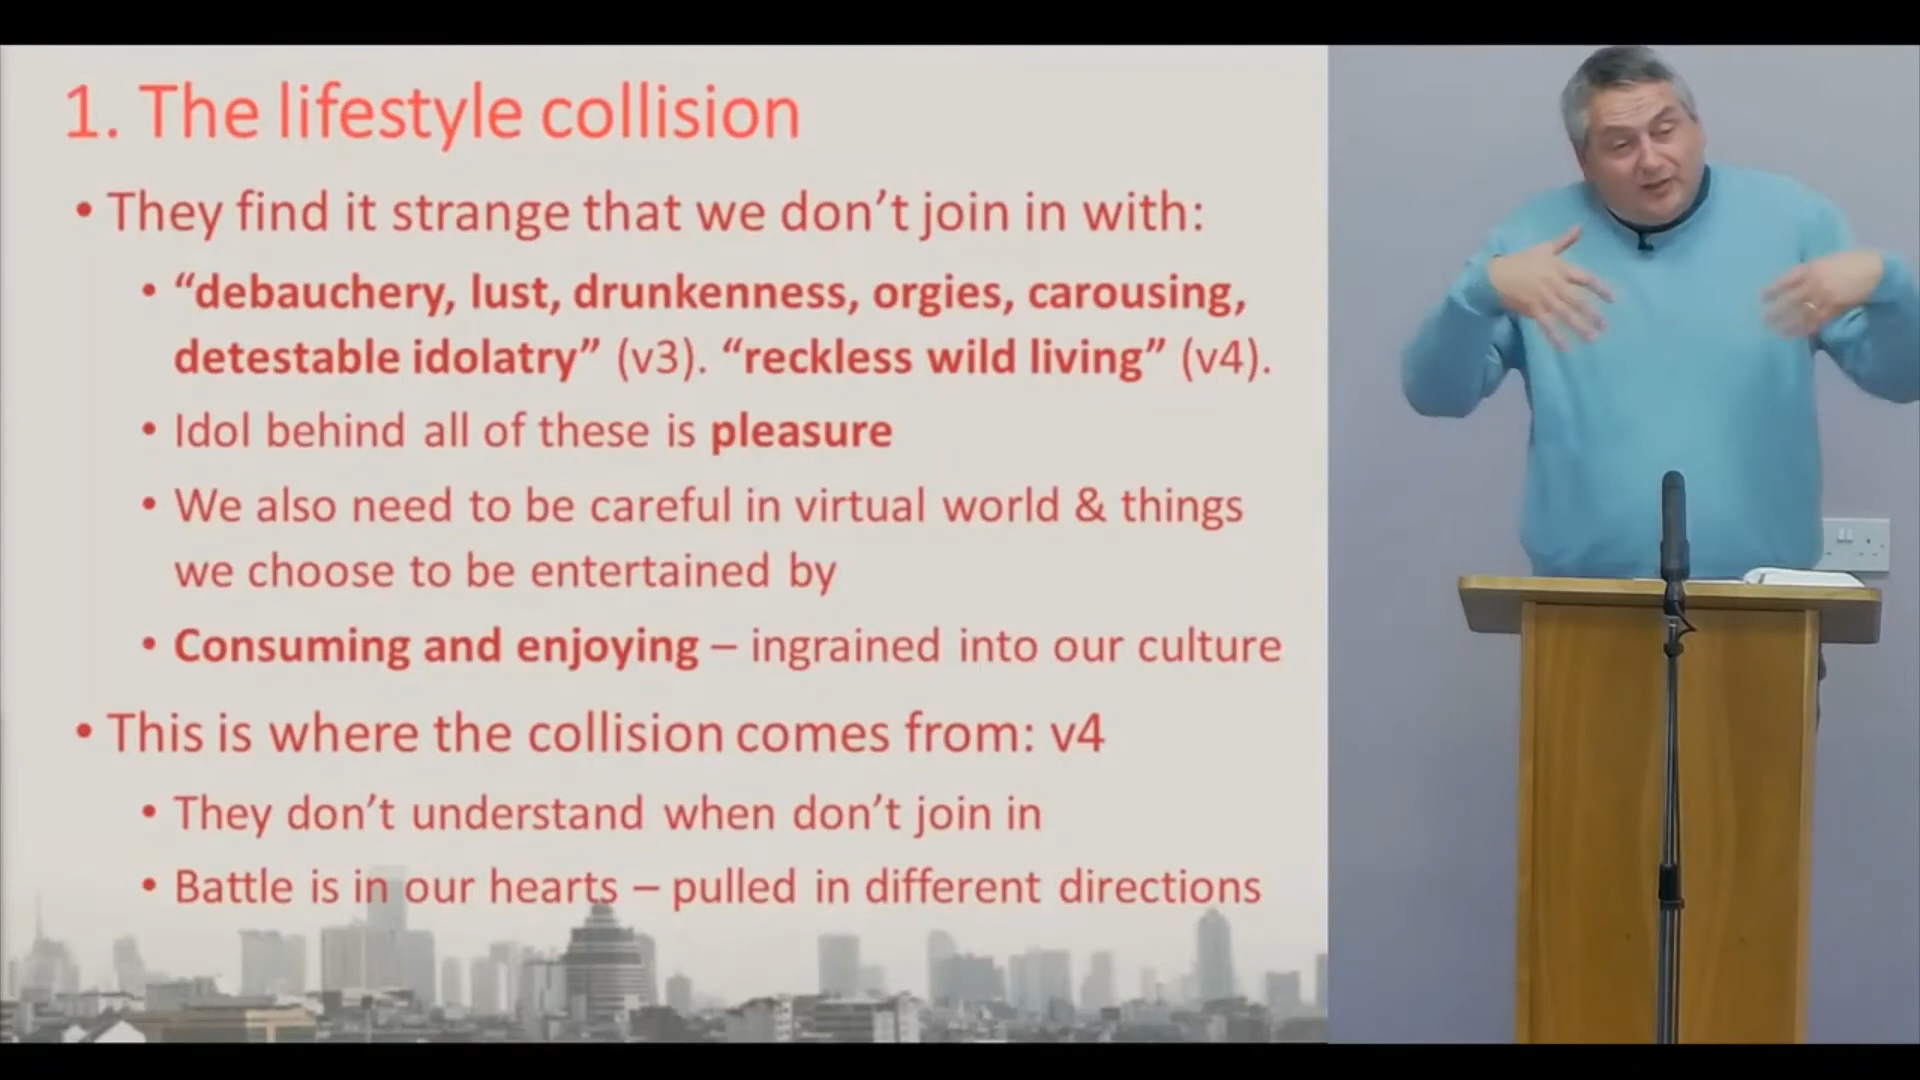 1. The lifestyle collision
• They find it strange that we don’t join in with:
• “debauchery, lust, drunkenness, orgies, carousing,
detestable idolatry” (v3). “reckless wild living” (v4).
• Idol behind all of these is pleasure
• We also need to be careful in virtual world & things
we choose to be entertained by
• Consuming and enjoying – ingrained into our culture
• This is where the collision comes from: v4
• They don’t understand when don’t join in
• Battle is in our hearts – pulled in different directions